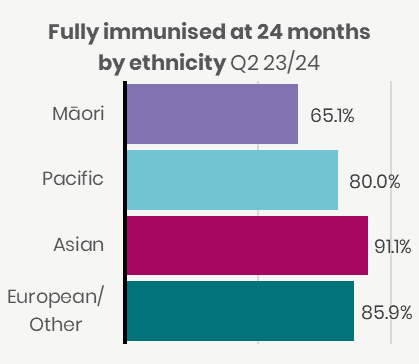 Fully immunised at 24 months
by ethnicity Q2 23/24
Māori
65.1%
Pacific
80.0%
Asian
91.1%
European/
Other
85.9%